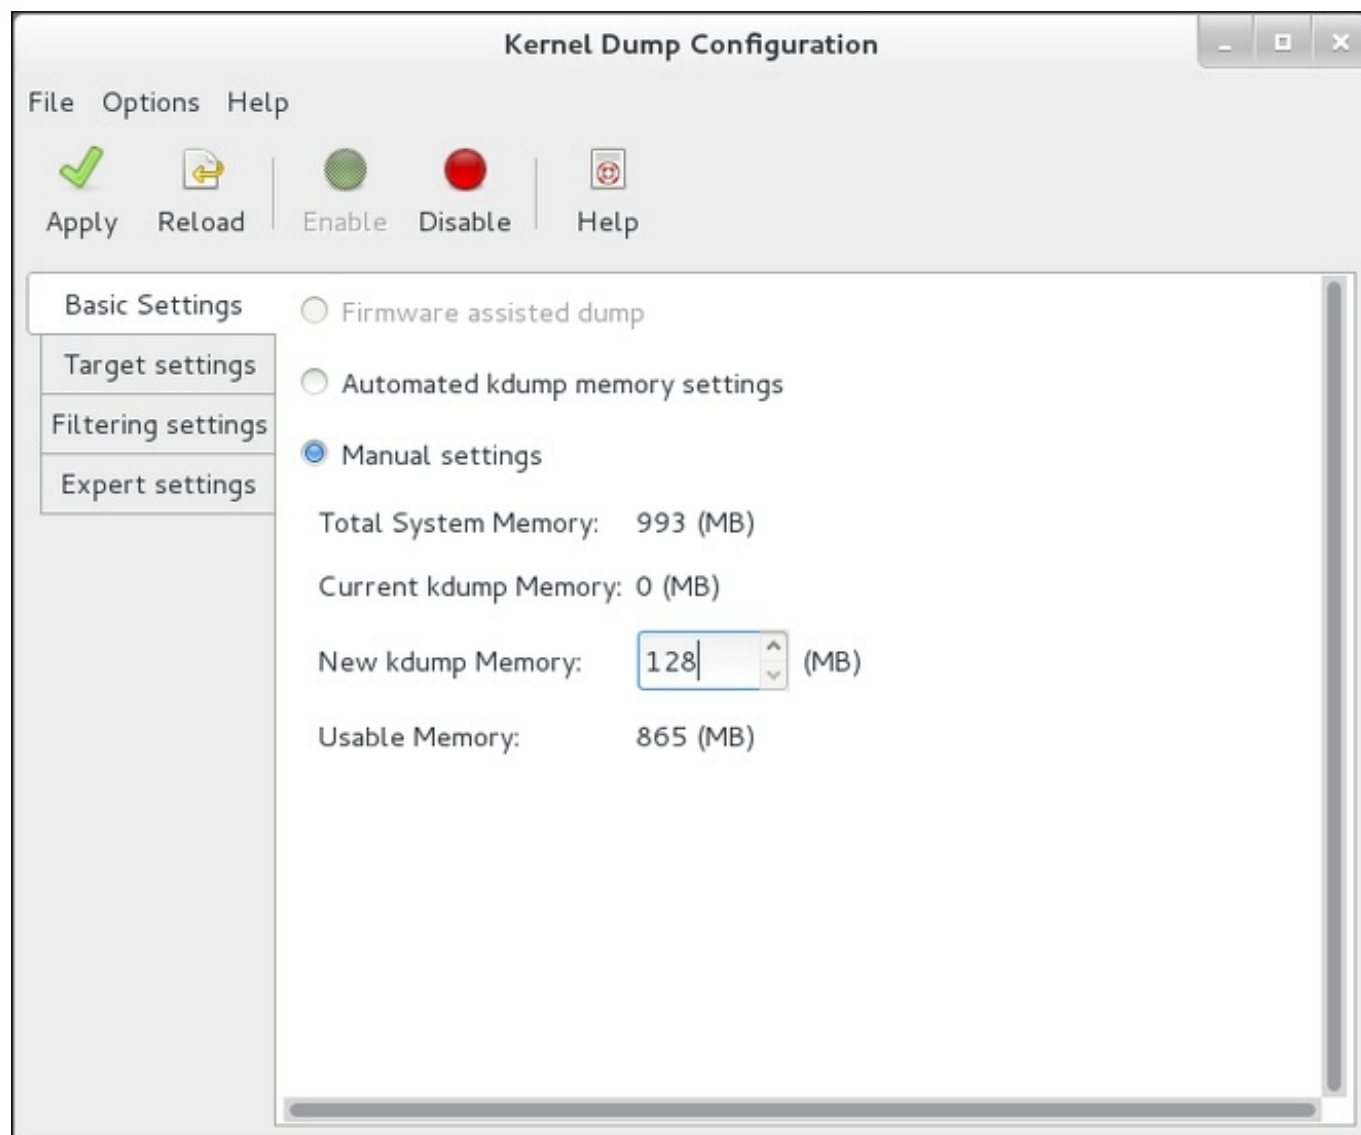 Kernel Dump Configuration
File Options Help
Apply Reload Enable Disable Help
Basic Settings
Target settings
Filtering settings
Expert settings
Firmware assisted dump
Automated kdump memory settings
Manual settings
Total System Memory: 993 (MB)
Current kdump Memory: 0 (MB)
New kdump Memory: 128 (MB)
Usable Memory: 865 (MB)